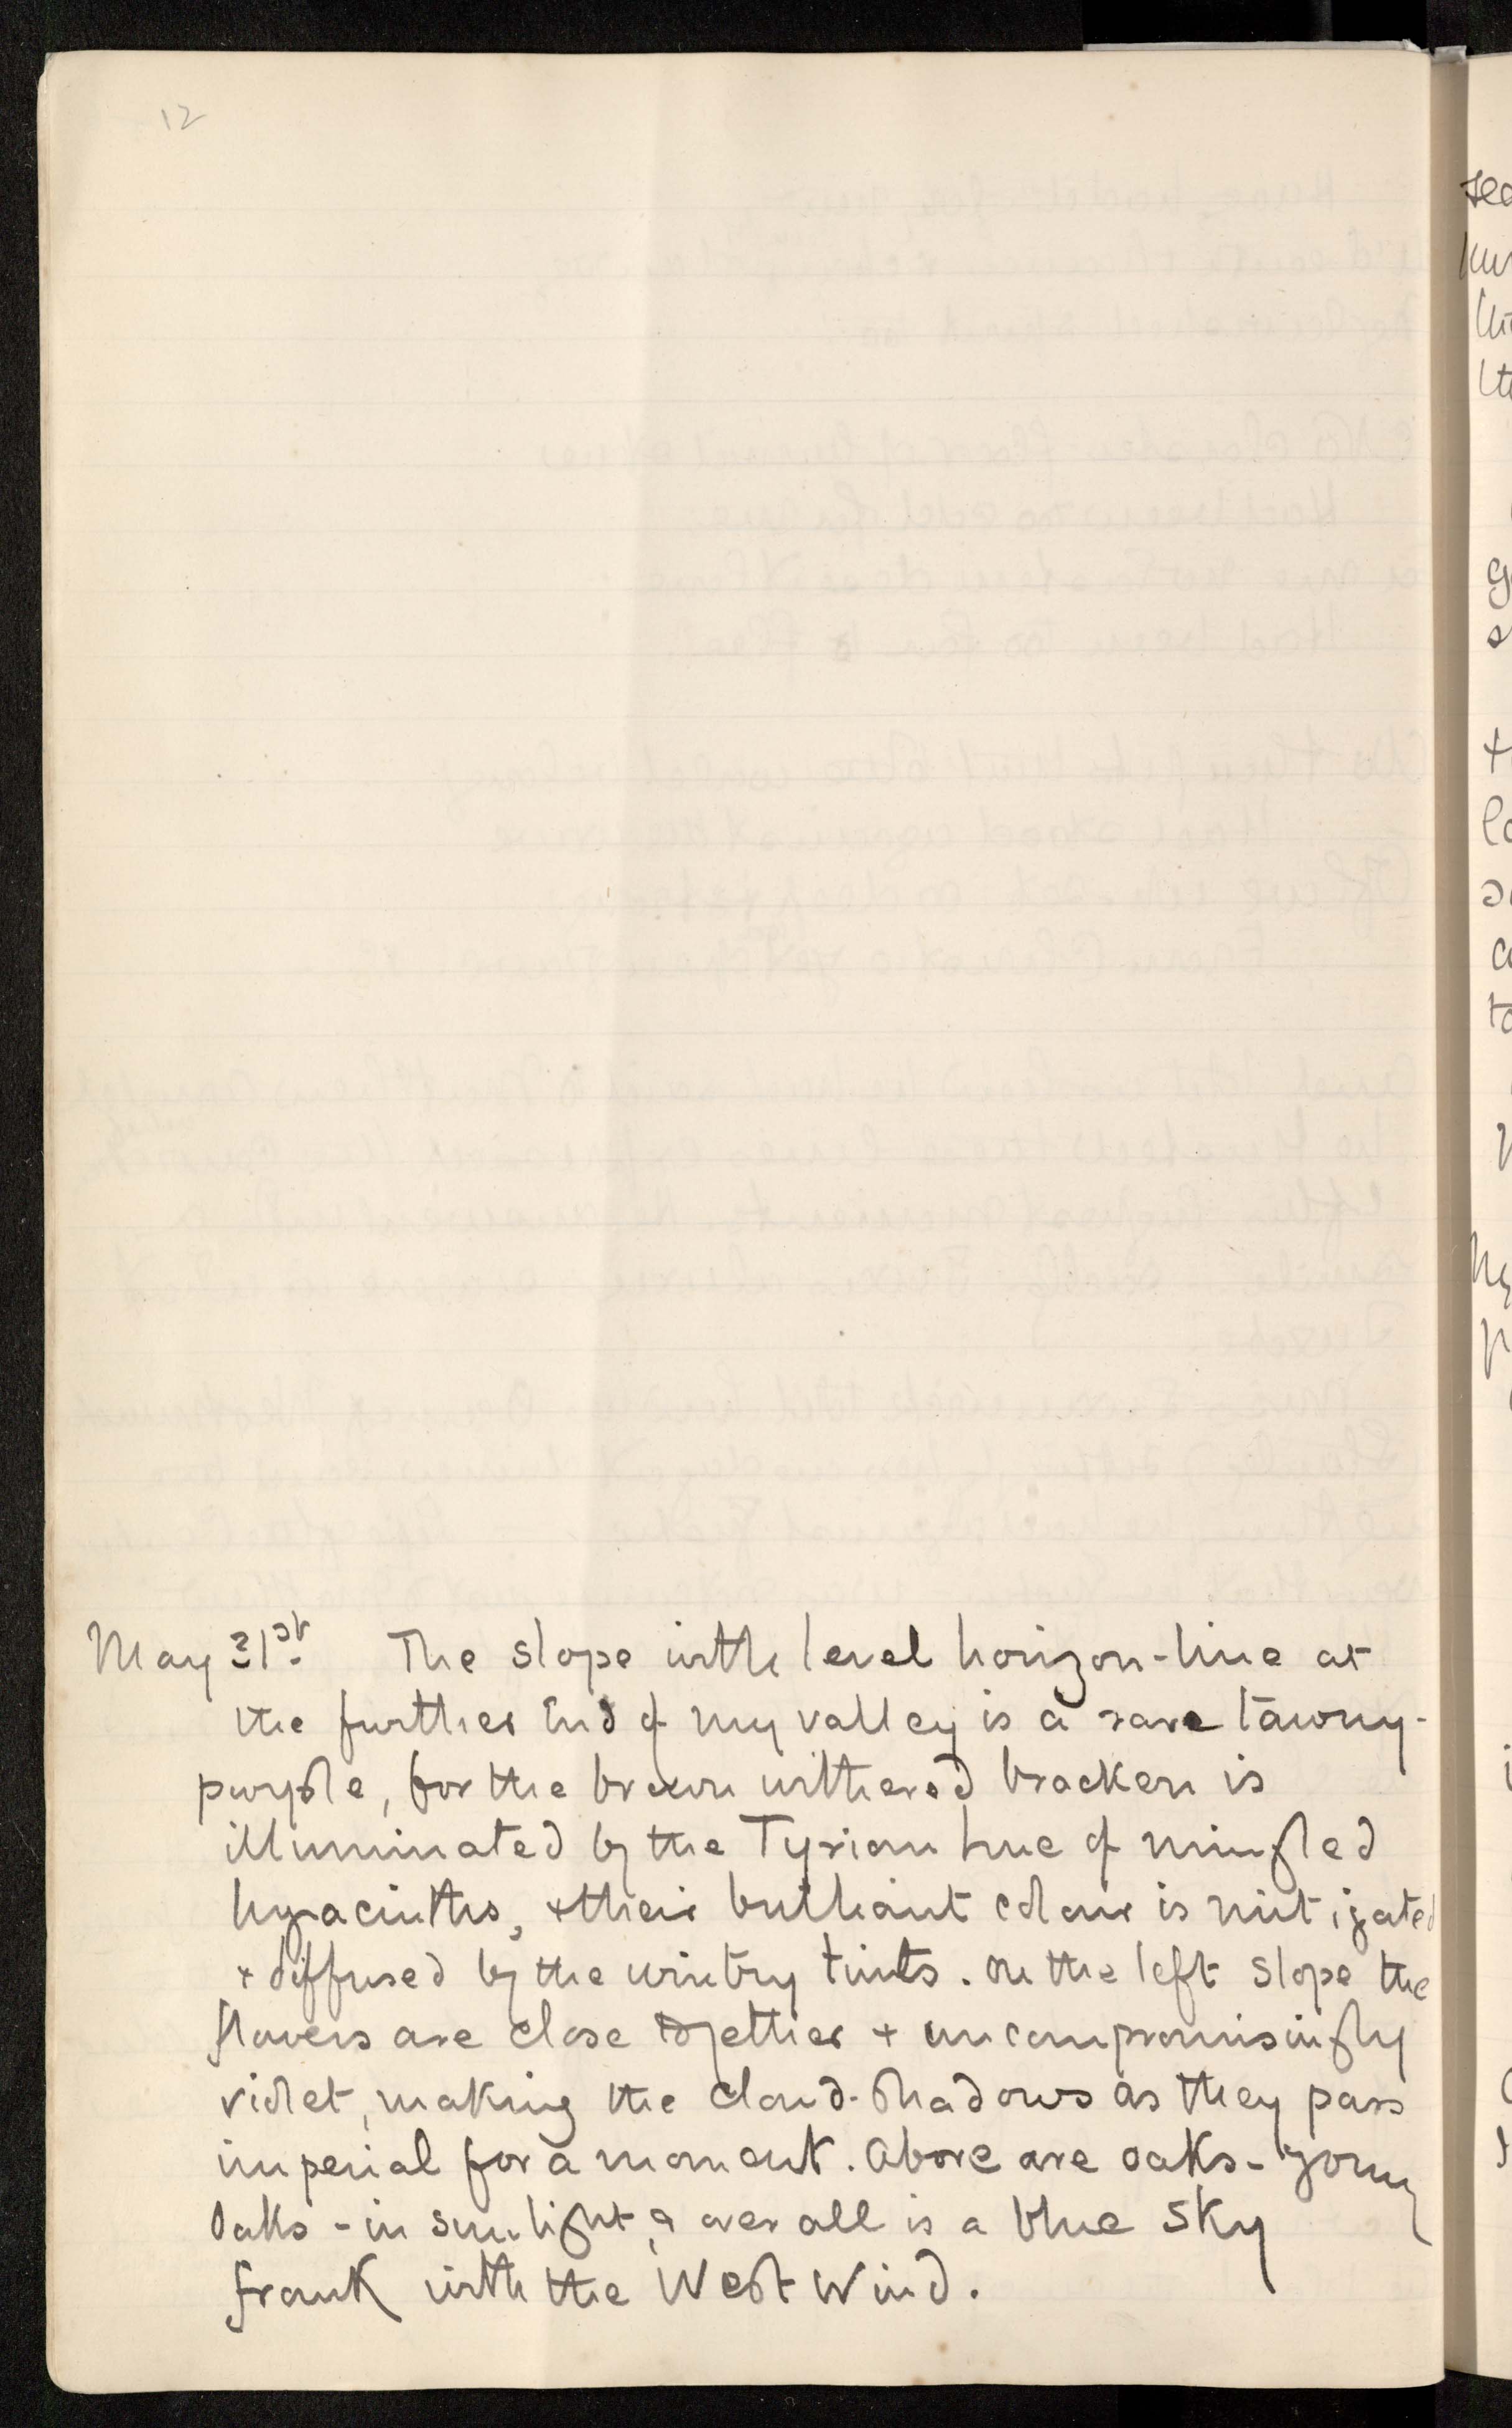 12
May 31st. The slope with level horizon-line at
the further end of my valley is a rare tawny-
purple, for the brown withered bracken is
illuminated by the Tyrian hue of mingled
hyacinths, + their brilliant colour is mitigated
+ diffused by the wintry tints. On the left slope the
flowers are close together + uncompromisingly
violet, making the cloud-shadows as they pass
imperial for a moment. Above are oaks - young
oaks - in sunlight, & over all is a blue sky
frank with the West Wind.